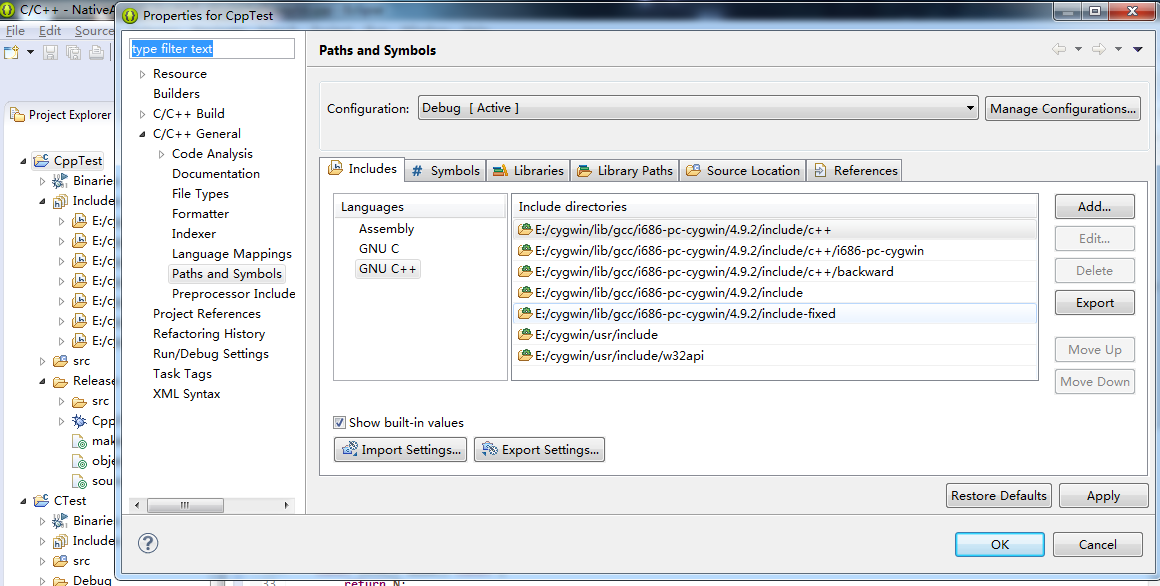 C/C++ - NativeA
Properties for CppTest
File Edit Source
type filter text
Paths and Symbols
Resource
Builders
C/C++ Build
C/C++ General
Code Analysis
Documentation
File Types
Formatter
Indexer
Language Mappings
Paths and Symbols
Preprocessor Include
Project References
Refactoring History
Run/Debug Settings
Task Tags
XML Syntax
Configuration:
Debug [ Active ]
Manage Configurations...
Project Explorer
CppTest
Binarie
Include
E:/c
E:/c
E:/c
E:/c
E:/c
E:/c
E:/c
src
Release
src
Cpp
mak
obje
sou
CTest
Binarie
Include
src
Debug
Includes
# Symbols
Libraries
Library Paths
Source Location
References
Languages
Assembly
GNU C
GNU C++
Include directories
E:/cygwin/lib/gcc/i686-pc-cygwin/4.9.2/include/c++
E:/cygwin/lib/gcc/i686-pc-cygwin/4.9.2/include/c++/i686-pc-cygwin
E:/cygwin/lib/gcc/i686-pc-cygwin/4.9.2/include/c++/backward
E:/cygwin/lib/gcc/i686-pc-cygwin/4.9.2/include
E:/cygwin/lib/gcc/i686-pc-cygwin/4.9.2/include-fixed
E:/cygwin/usr/include
E:/cygwin/usr/include/w32api
Add...
Edit...
Delete
Export
Move Up
Move Down
Show built-in values
Import Settings...
Export Settings...
Restore Defaults
Apply
?
OK
Cancel
33 return N;